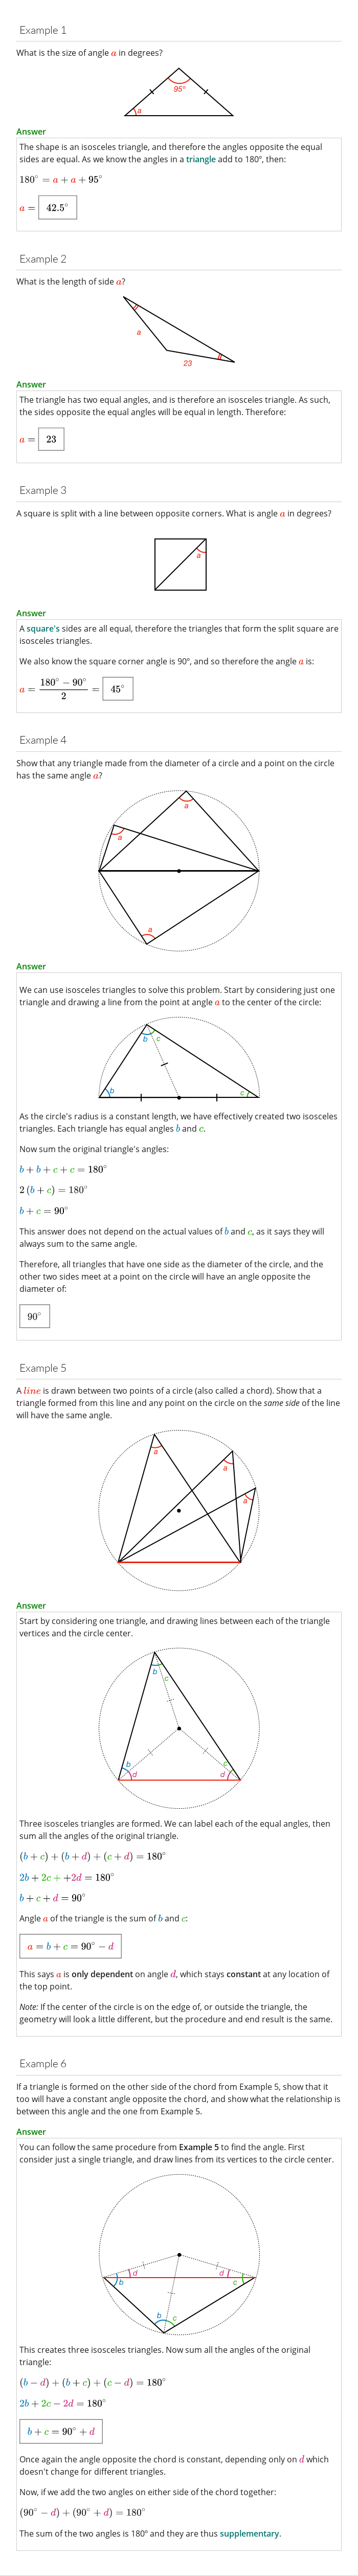 Example 1
What is the size of angle a in degrees?
95°
a
Answer
The shape is an isosceles triangle, and therefore the angles opposite the equal
sides are equal. As we know the angles in a triangle add to 180º, then:
180° = a + a + 95°
a = 42.5°
Example 2
What is the length of side a?
a
23
Answer
The triangle has two equal angles, and is therefore an isosceles triangle. As such,
the sides opposite the equal angles will be equal in length. Therefore:
a = 23
Example 3
A square is split with a line between opposite corners. What is angle a in degrees?
a
Answer
A square's sides are all equal, therefore the triangles that form the split square are
isosceles triangles.
We also know the square corner angle is 90º, and so therefore the angle a is:
a = (180° − 90°) / 2 = 45°
Example 4
Show that any triangle made from the diameter of a circle and a point on the circle
has the same angle a?
a
a
a
Answer
We can use isosceles triangles to solve this problem. Start by considering just one
triangle and drawing a line from the point at angle a to the center of the circle:
b c
b c
As the circle's radius is a constant length, we have effectively created two isosceles
triangles. Each triangle has equal angles b and c.
Now sum the original triangle's angles:
b + b + c + c = 180°
2 (b + c) = 180°
b + c = 90°
This answer does not depend on the actual values of b and c, as it says they will
always sum to the same angle.
Therefore, all triangles that have one side as the diameter of the circle, and the
other two sides meet at a point on the circle will have an angle opposite the
diameter of:
90°
Example 5
A line is drawn between two points of a circle (also called a chord). Show that a
triangle formed from this line and any point on the circle on the same side of the line
will have the same angle.
a
a
a
Answer
Start by considering one triangle, and drawing lines between each of the triangle
vertices and the circle center.
b
c
b c
d d
Three isosceles triangles are formed. We can label each of the equal angles, then
sum all the angles of the original triangle.
(b + c) + (b + d) + (c + d) = 180°
2b + 2c + +2d = 180°
b + c + d = 90°
Angle a of the triangle is the sum of b and c:
a = b + c = 90° − d
This says a is only dependent on angle d, which stays constant at any location of
the top point.
Note: If the center of the circle is on the edge of, or outside the triangle, the
geometry will look a little different, but the procedure and end result is the same.
Example 6
If a triangle is formed on the other side of the chord from Example 5, show that it
too will have a constant angle opposite the chord, and show what the relationship is
between this angle and the one from Example 5.
Answer
You can follow the same procedure from Example 5 to find the angle. First
consider just a single triangle, and draw lines from its vertices to the circle center.
d d
b c
b c
This creates three isosceles triangles. Now sum all the angles of the original
triangle:
(b − d) + (b + c) + (c − d) = 180°
2b + 2c − 2d = 180°
b + c = 90° + d
Once again the angle opposite the chord is constant, depending only on d which
doesn't change for different triangles.
Now, if we add the two angles on either side of the chord together:
(90° − d) + (90° + d) = 180°
The sum of the two angles is 180º and they are thus supplementary.